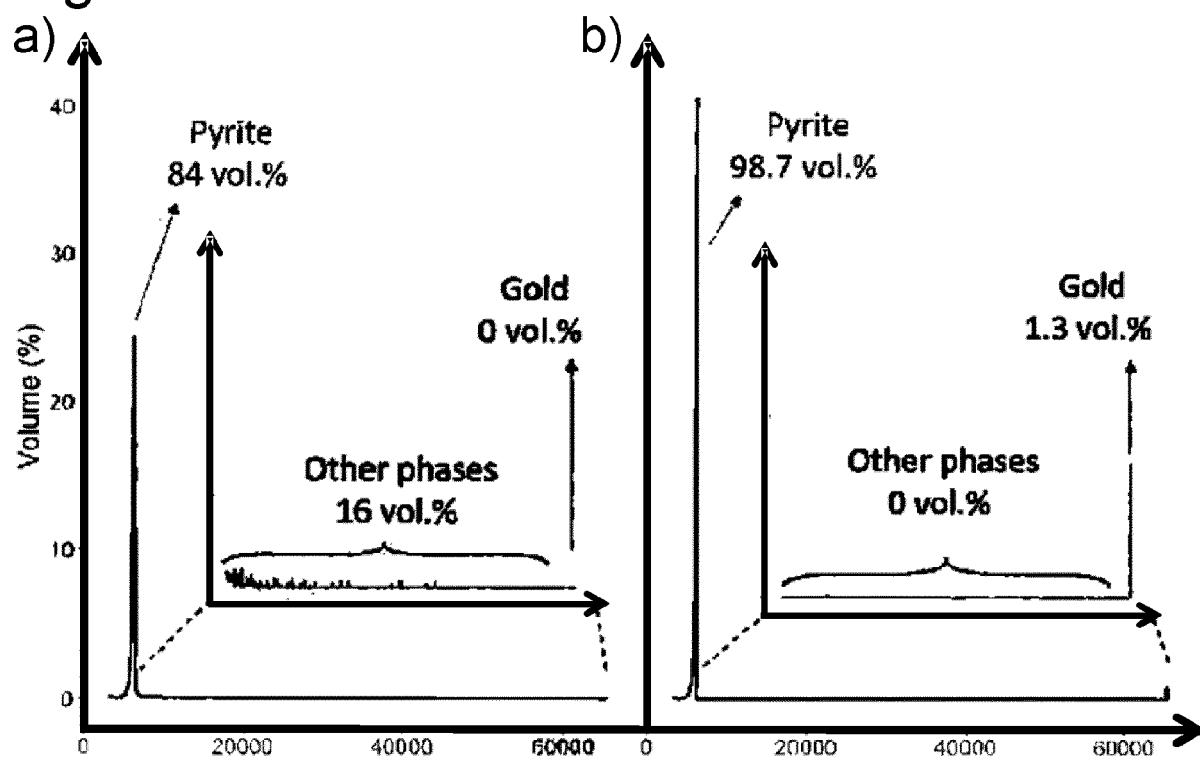 a)
40
30
20
10
0
Volume (%)
Pyrite
84 vol.%
Gold
0 vol.%
Other phases
16 vol.%
0
20000
40000
60000
b)
Pyrite
98.7 vol.%
Gold
1.3 vol.%
Other phases
0 vol.%
0
20000
40000
60000